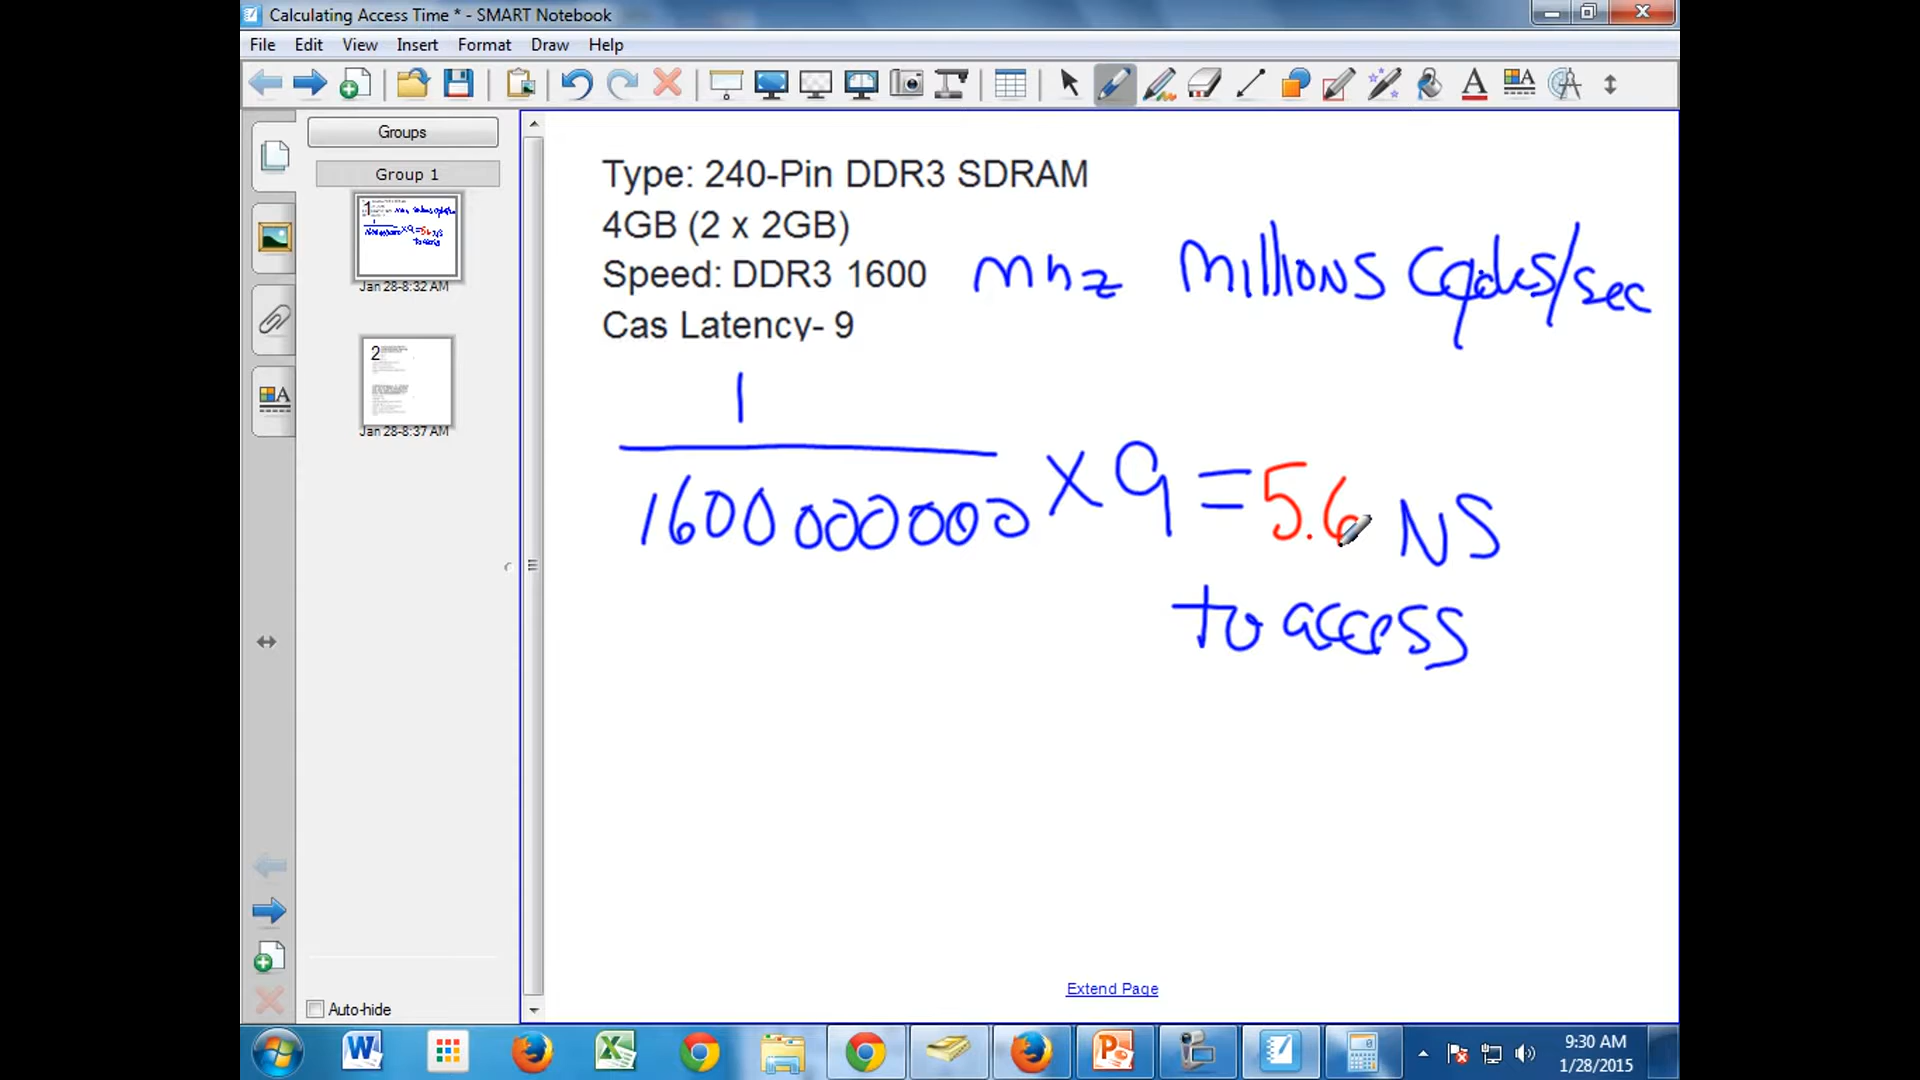 Calculating Access Time * - SMART Notebook
File Edit View Insert Format Draw Help
Groups
Group 1
1
Jan 28-8:32 AM
2
Jan 28-8:37 AM
Auto-hide
Type: 240-Pin DDR3 SDRAM
4GB (2 x 2GB)
Speed: DDR3 1600 mhz millions Cycles/sec
Cas Latency- 9
1
1600 000000 x 9 = 5.6 NS
to access
Extend Page
9:30 AM
1/28/2015